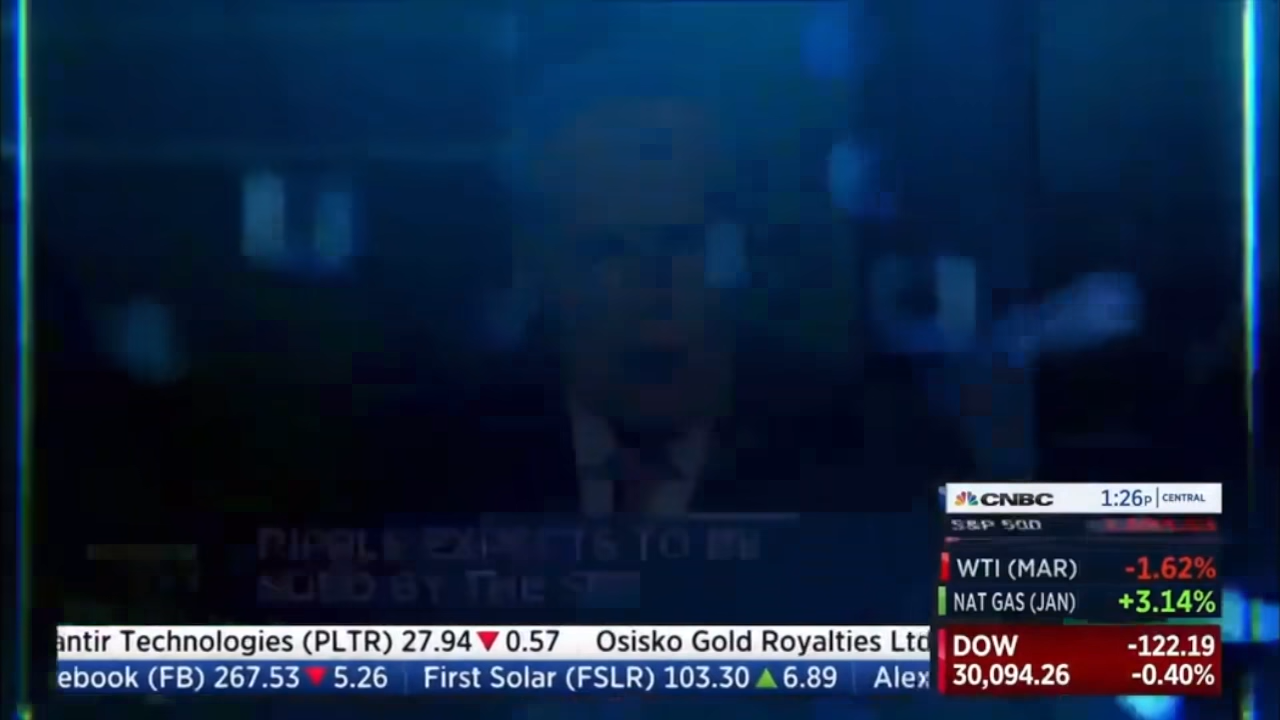 CNBC 1:26P CENTRAL
S&P 500
WTI (MAR) -1.62%
NAT GAS (JAN) +3.14%
DOW -122.19
30,094.26 -0.40%
RIPPLE EXPECTS TO BE
SUED BY THE S
antir Technologies (PLTR) 27.94▼0.57 Osisko Gold Royalties Ltd
ebook (FB) 267.53▼5.26 First Solar (FSLR) 103.30▲6.89 Alex